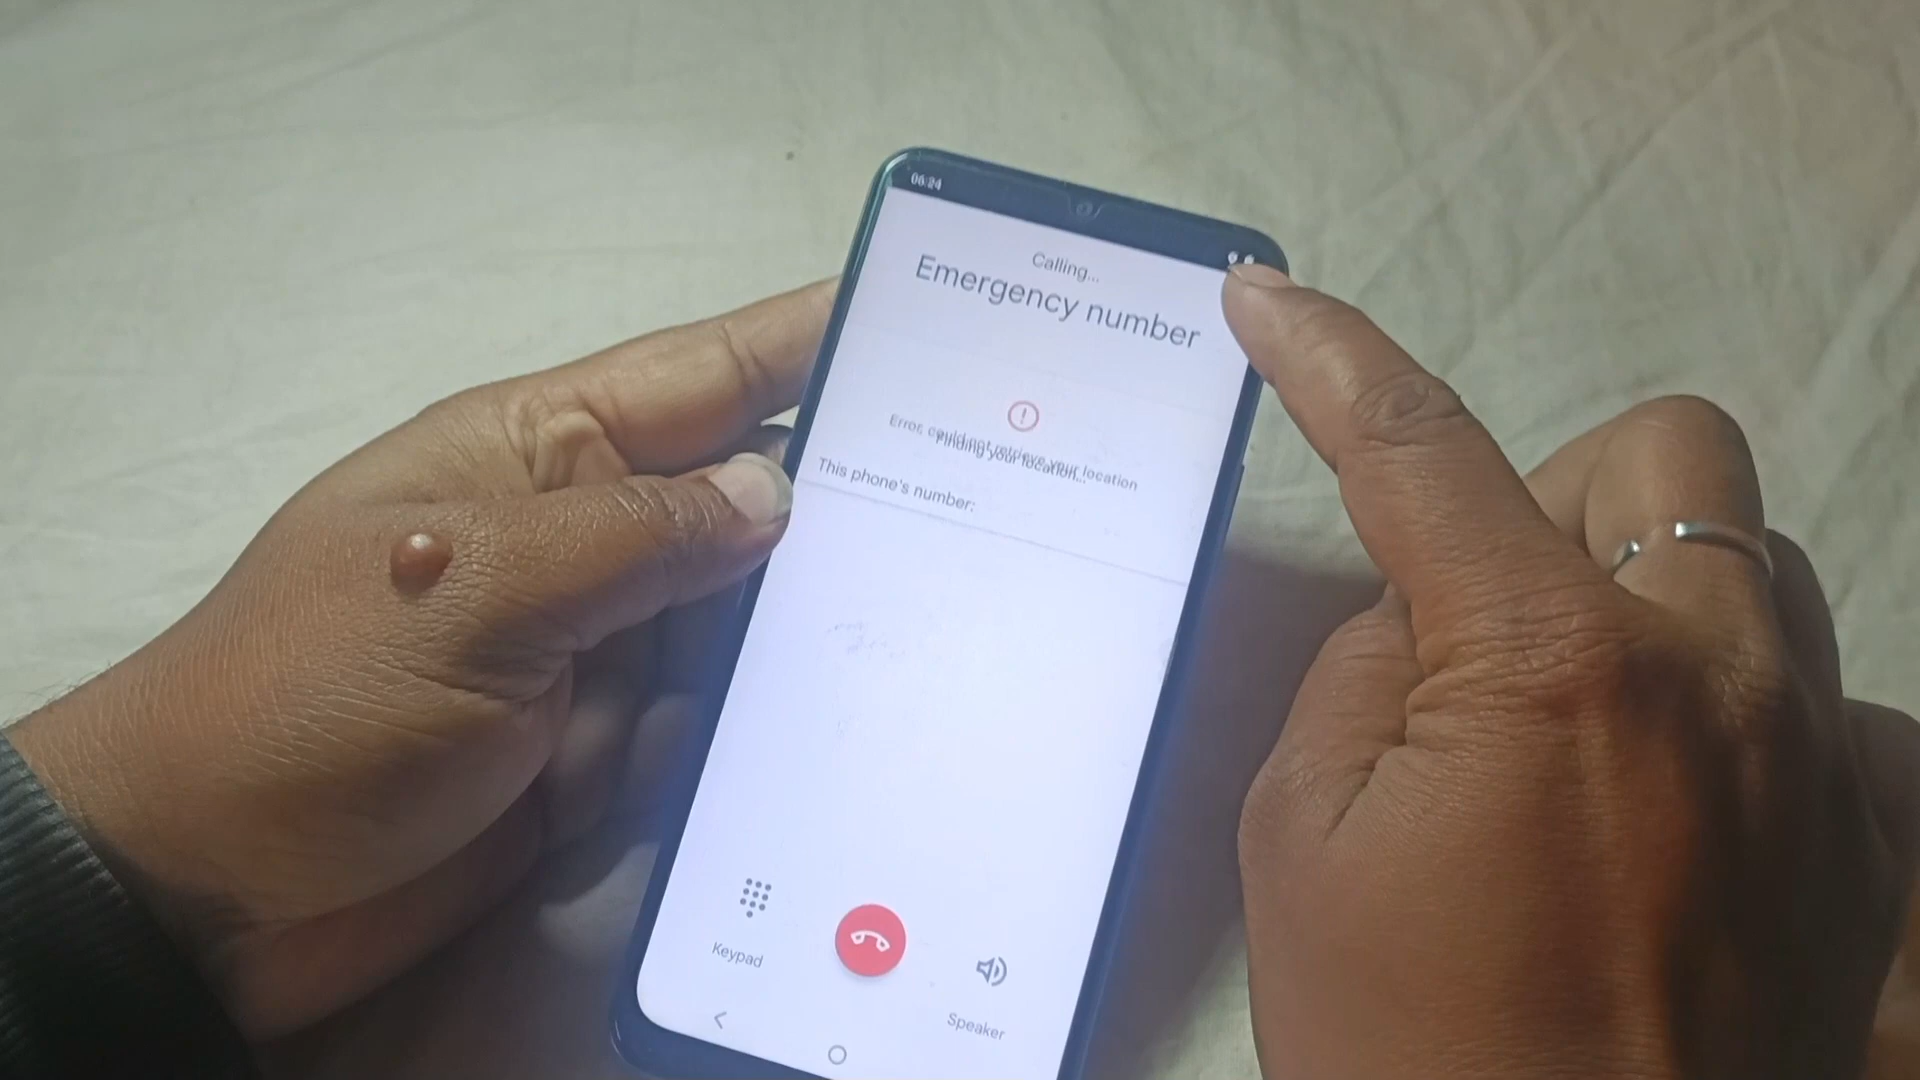 06:24
Calling...
Emergency number
Error, could not retrieve your location
Finding your location...
This phone's number:
Keypad
Speaker